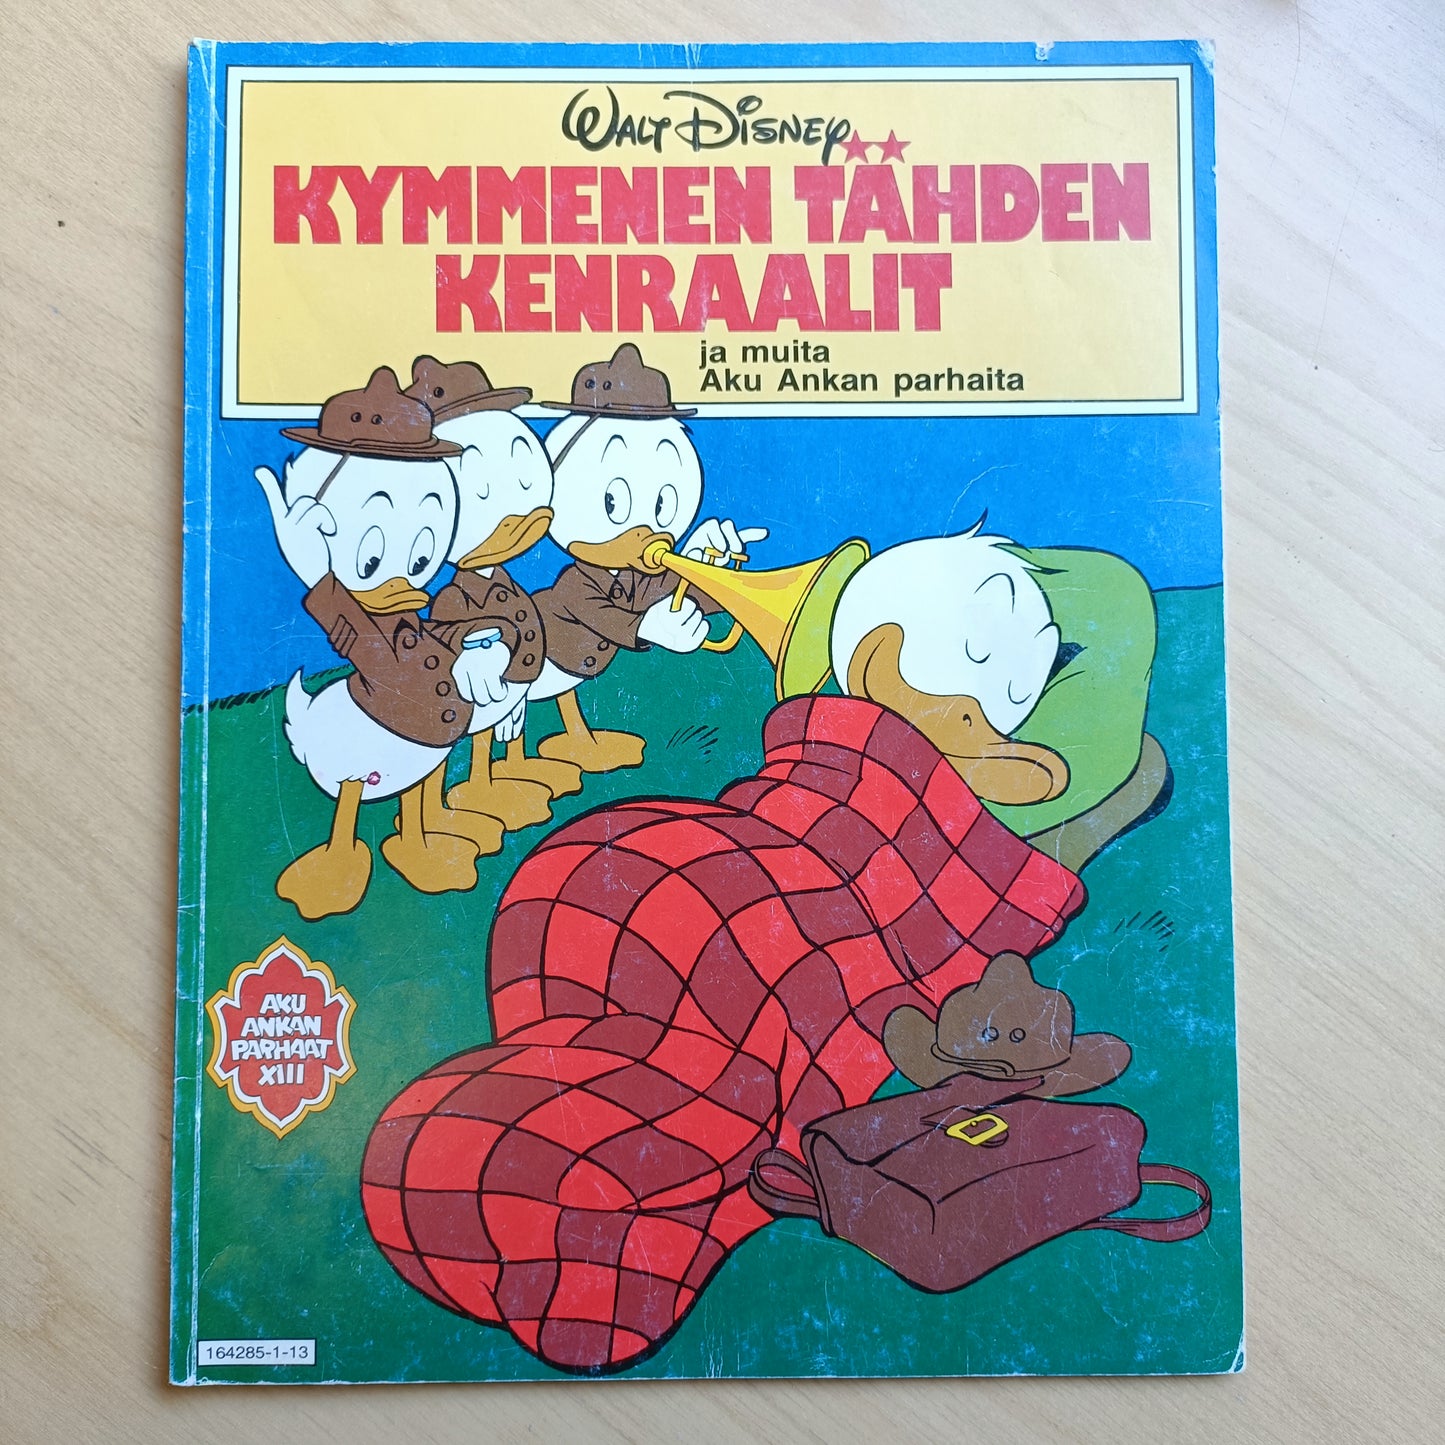 WALT DISNEY
KYMMENEN TÄHDEN
KENRAALIT
ja muita
Aku Ankan parhaita
AKU
ANKAN
PARHAAT
XIII
164285-1-13